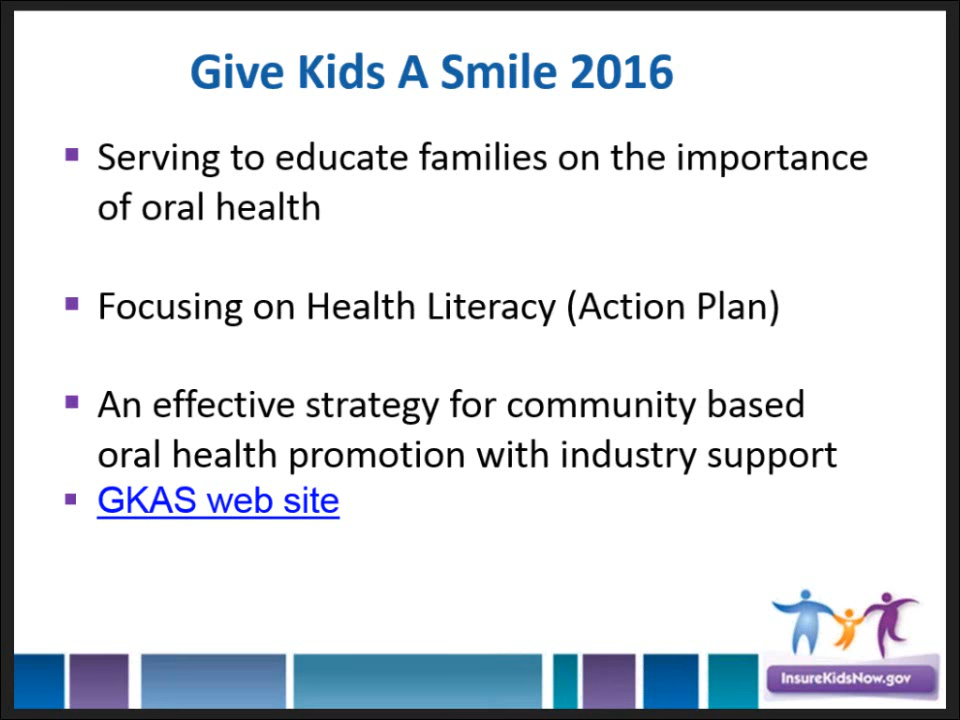 Give Kids A Smile 2016
▪ Serving to educate families on the importance
of oral health
▪ Focusing on Health Literacy (Action Plan)
▪ An effective strategy for community based
oral health promotion with industry support
▪ GKAS web site
InsureKidsNow.gov